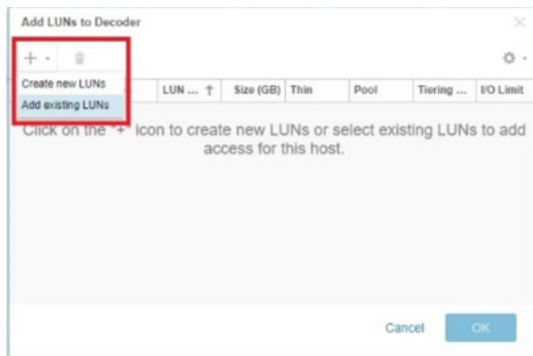 Add LUNs to Decoder
Create new LUNs
Add existing LUNs
LUN ... ↑ Size (GB) Thin Pool Tiering ... I/O Limit
Click on the "+" icon to create new LUNs or select existing LUNs to add
access for this host.
Cancel OK